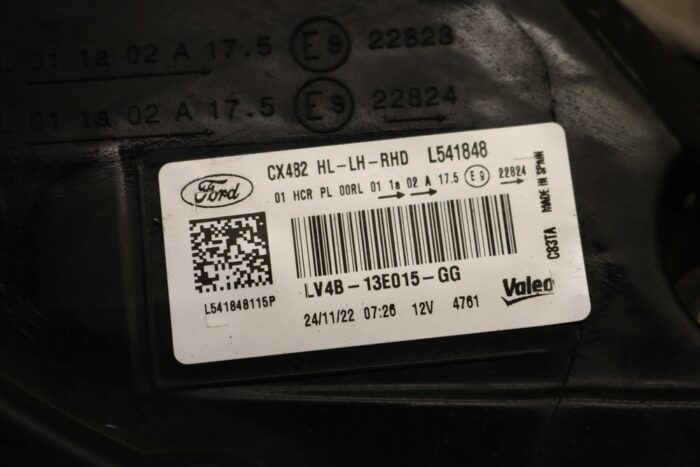 01 1a 02 A 17.5 E9 22823
01 1a 02 A 17.5 E9 22824
Ford
CX482 HL-LH-RHD L541848
01 HCR PL 00RL 01 1a 02 A 17.5 E9 22824
LV4B-13E015-GG
L541848115P
24/11/22 07:26 12V 4761
Valeo
C83TA MADE IN SPAIN